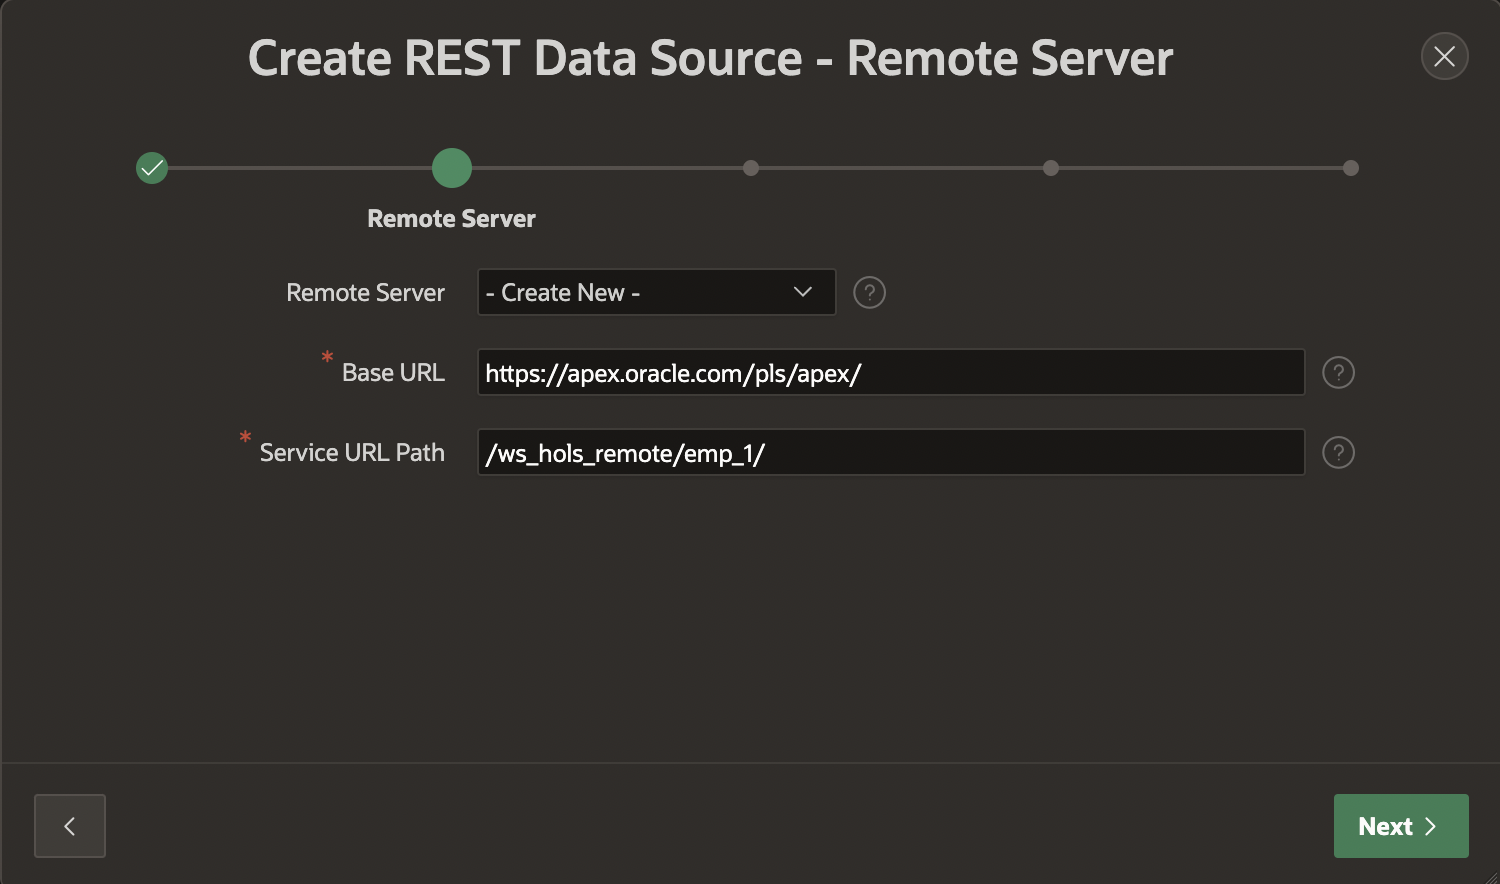 Create REST Data Source - Remote Server
Remote Server
Remote Server
- Create New -
?
* Base URL
https://apex.oracle.com/pls/apex/
?
* Service URL Path
/ws_hols_remote/emp_1/
?
Next